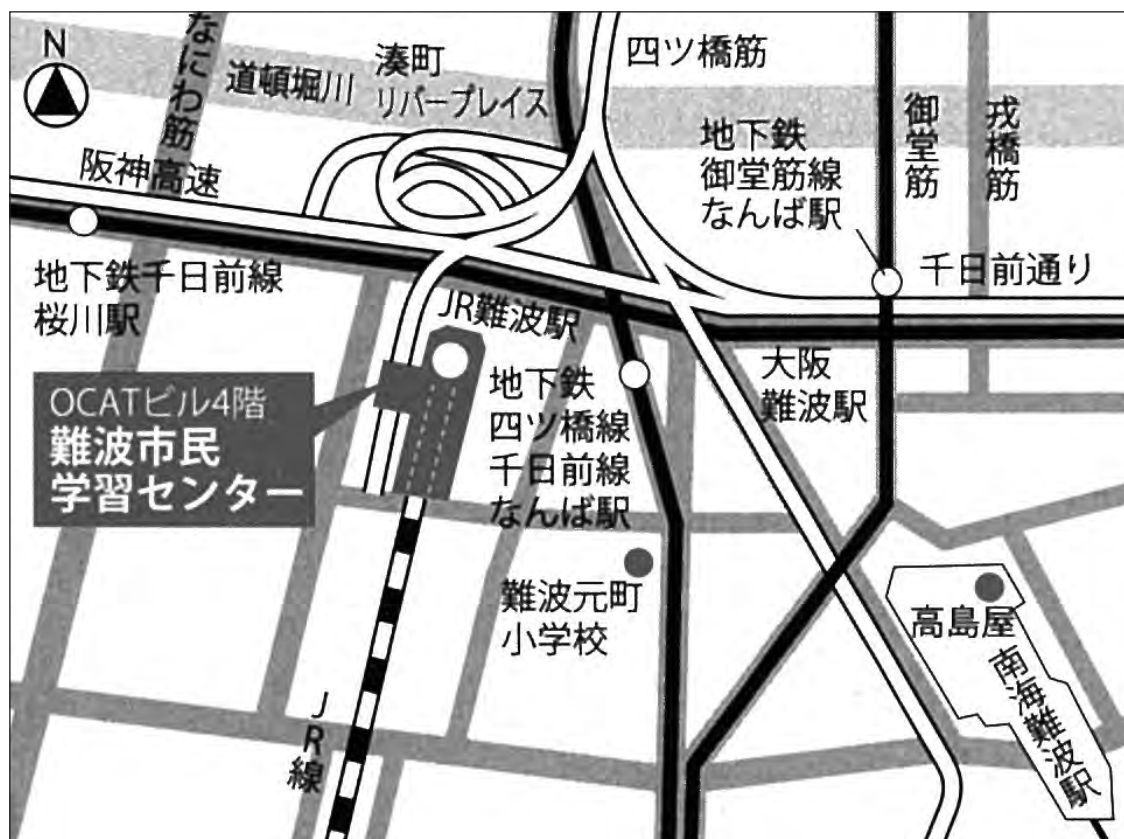 N
なにわ筋
道頓堀川
湊町
リバープレイス
四ツ橋筋
地下鉄
御堂筋線
なんば駅
御堂筋
戎橋筋
阪神高速
千日前通り
地下鉄千日前線
桜川駅
JR難波駅
OCATビル4階
難波市民
学習センター
地下鉄
四ツ橋線
千日前線
なんば駅
大阪
難波駅
難波元町
小学校
高島屋
南海難波駅
JR線